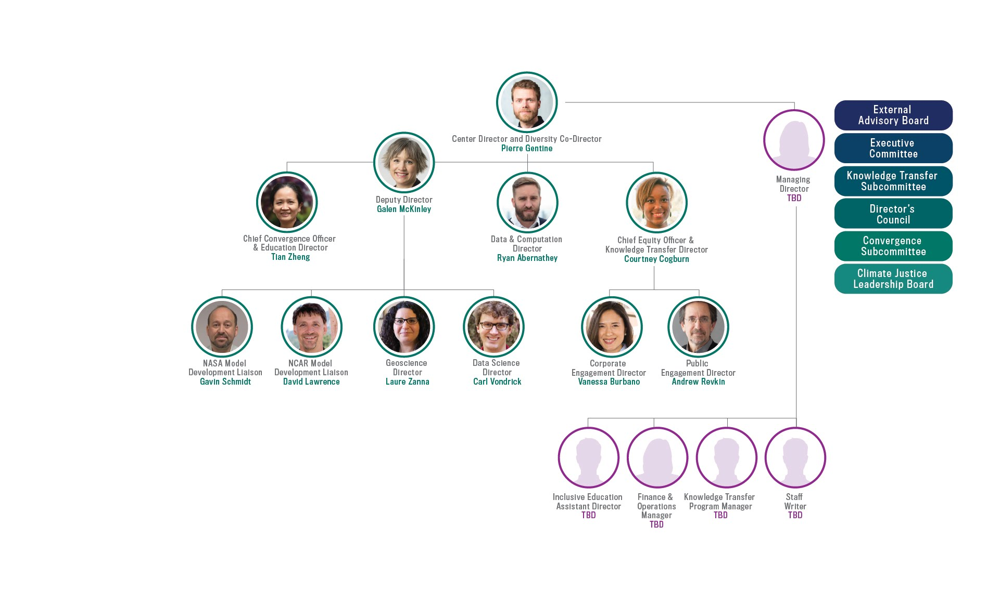 Center Director and Diversity Co-Director
Pierre Gentine
Deputy Director
Galen McKinley
Managing
Director
TBD
Chief Convergence Officer
& Education Director
Tian Zheng
Data & Computation
Director
Ryan Abernathey
Chief Equity Officer &
Knowledge Transfer Director
Courtney Cogburn
NASA Model
Development Liaison
Gavin Schmidt
NCAR Model
Development Liaison
David Lawrence
Geoscience
Director
Laure Zanna
Data Science
Director
Carl Vondrick
Corporate
Engagement Director
Vanessa Burbano
Public
Engagement Director
Andrew Revkin
Inclusive Education
Assistant Director
TBD
Finance &
Operations
Manager
TBD
Knowledge Transfer
Program Manager
TBD
Staff
Writer
TBD
External
Advisory Board
Executive
Committee
Knowledge Transfer
Subcommittee
Director's
Council
Convergence
Subcommittee
Climate Justice
Leadership Board